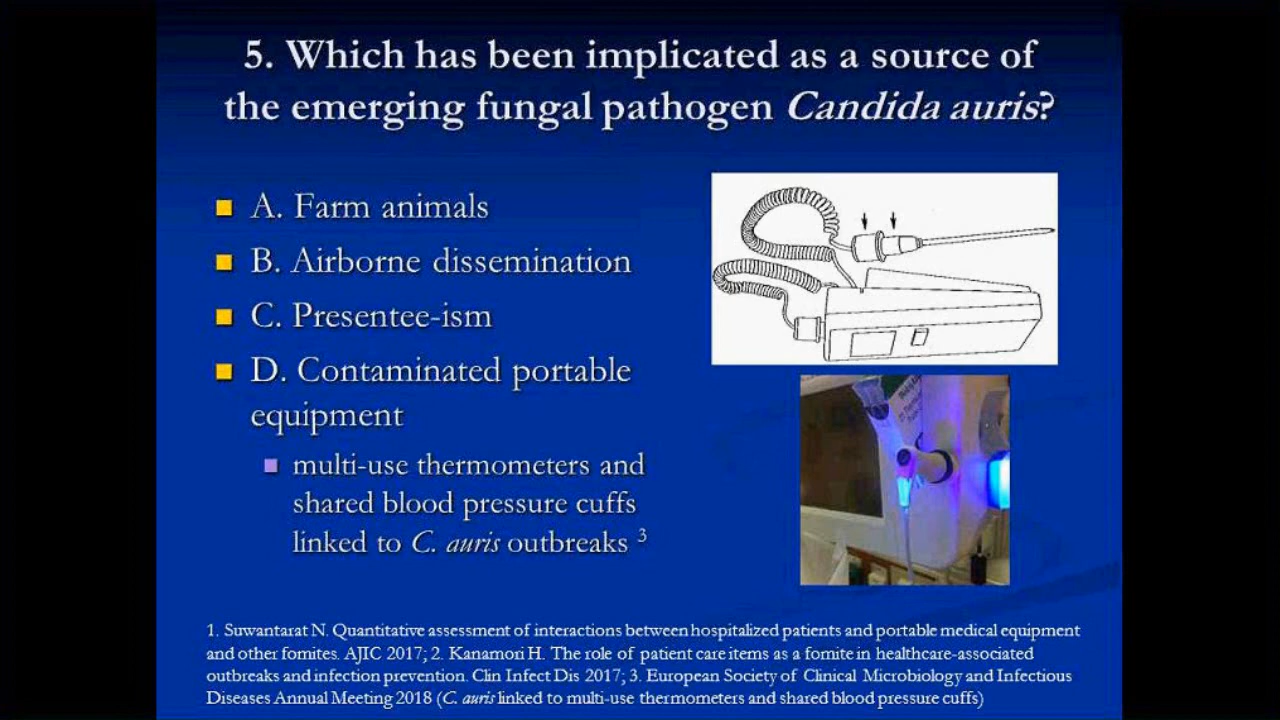 5. Which has been implicated as a source of
the emerging fungal pathogen Candida auris?
A. Farm animals
B. Airborne dissemination
C. Presentee-ism
D. Contaminated portable
equipment
multi-use thermometers and
shared blood pressure cuffs
linked to C. auris outbreaks 3
1. Suwantarat N. Quantitative assessment of interactions between hospitalized patients and portable medical equipment
and other fomites. AJIC 2017; 2. Kanamori H. The role of patient care items as a fomite in healthcare-associated
outbreaks and infection prevention. Clin Infect Dis 2017; 3. European Society of Clinical Microbiology and Infectious
Diseases Annual Meeting 2018 (C. auris linked to multi-use thermometers and shared blood pressure cuffs)